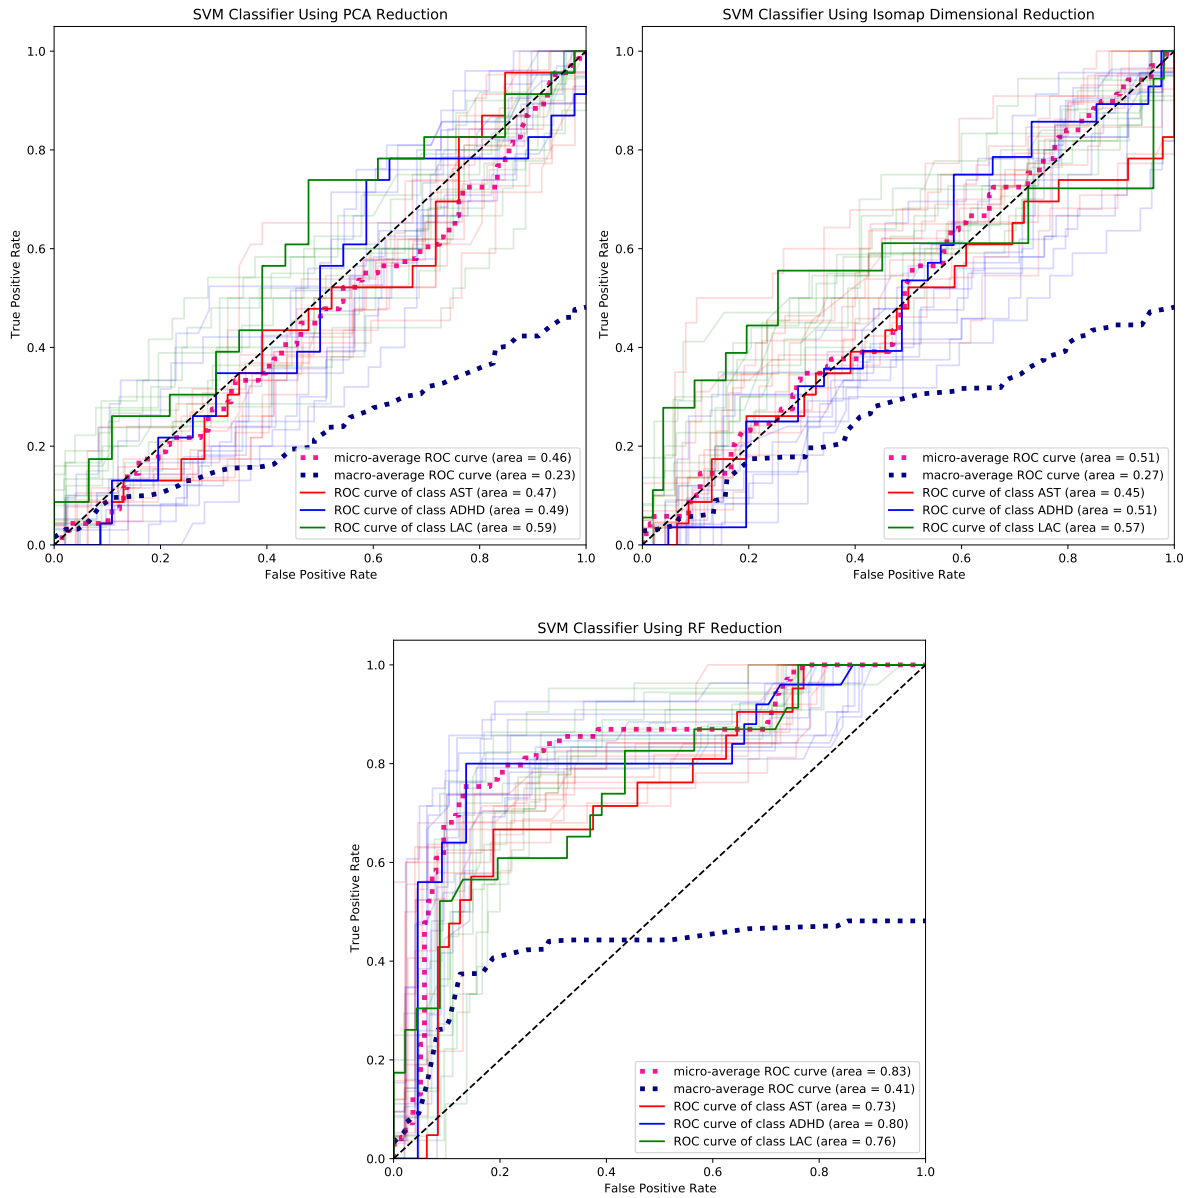 SVM Classifier Using PCA Reduction
True Positive Rate
1.0
0.8
0.6
0.4
0.2
0.0
micro-average ROC curve (area = 0.46)
macro-average ROC curve (area = 0.23)
ROC curve of class AST (area = 0.47)
ROC curve of class ADHD (area = 0.49)
ROC curve of class LAC (area = 0.59)
0.0 0.2 0.4 0.6 0.8 1.0
False Positive Rate
SVM Classifier Using Isomap Dimensional Reduction
True Positive Rate
1.0
0.8
0.6
0.4
0.2
0.0
micro-average ROC curve (area = 0.51)
macro-average ROC curve (area = 0.27)
ROC curve of class AST (area = 0.45)
ROC curve of class ADHD (area = 0.51)
ROC curve of class LAC (area = 0.57)
0.0 0.2 0.4 0.6 0.8 1.0
False Positive Rate
SVM Classifier Using RF Reduction
True Positive Rate
1.0
0.8
0.6
0.4
0.2
0.0
micro-average ROC curve (area = 0.83)
macro-average ROC curve (area = 0.41)
ROC curve of class AST (area = 0.73)
ROC curve of class ADHD (area = 0.80)
ROC curve of class LAC (area = 0.76)
0.0 0.2 0.4 0.6 0.8 1.0
False Positive Rate